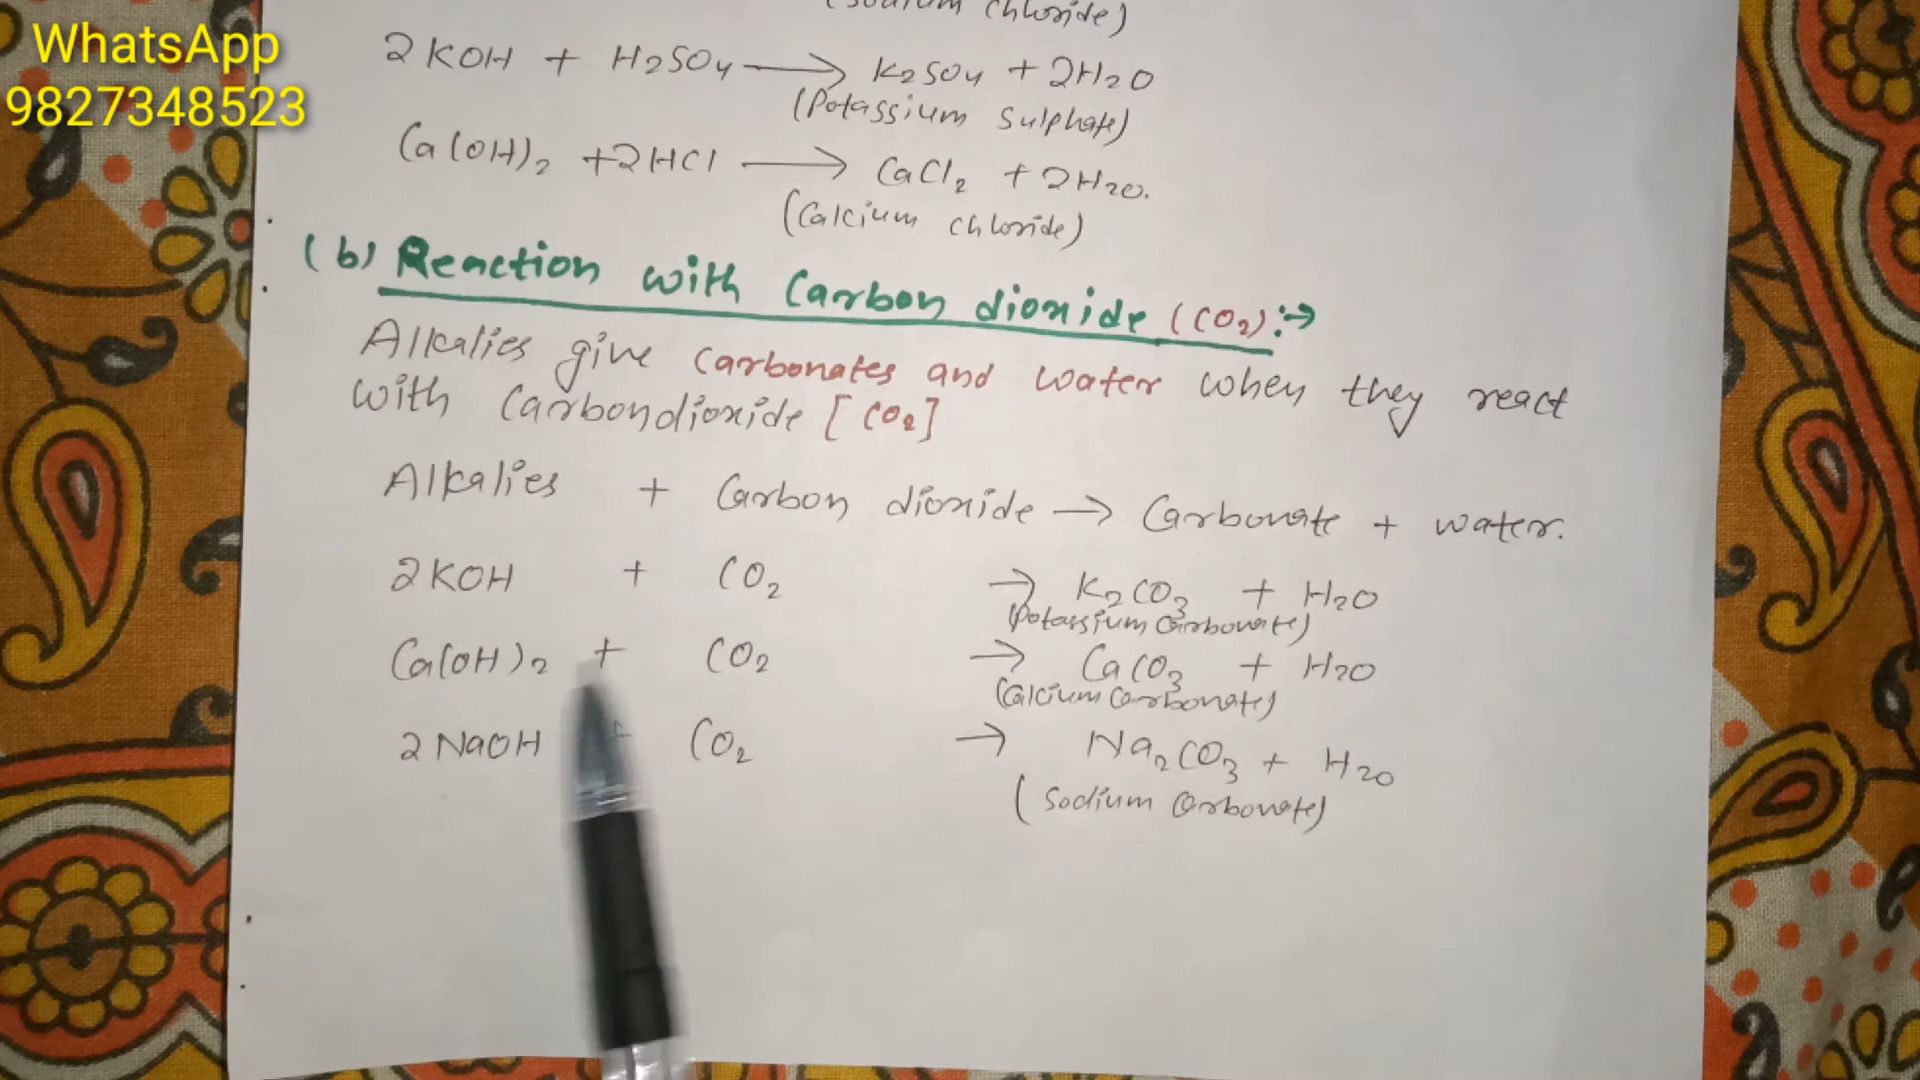 WhatsApp
9827348523
(Sodium Chloride)
2KOH + H2SO4 → K2SO4 + 2H2O
(Potassium Sulphate)
Ca(OH)2 +2HCl → CaCl2 + 2H2O.
(Calcium chloride)
(b) Reaction with Carbon dioxide (CO2):→
Alkalies give carbonates and water when they react
with Carbondioxide [CO2]
Alkalies + Carbon dioxide → Carbonate + water.
2KOH + CO2 → K2CO3 + H2O
(Potassium Carbonate)
Ca(OH)2 + CO2 → CaCO3 + H2O
(Calcium Carbonate)
2NaOH + CO2 → Na2CO3 + H2O
(Sodium Carbonate)